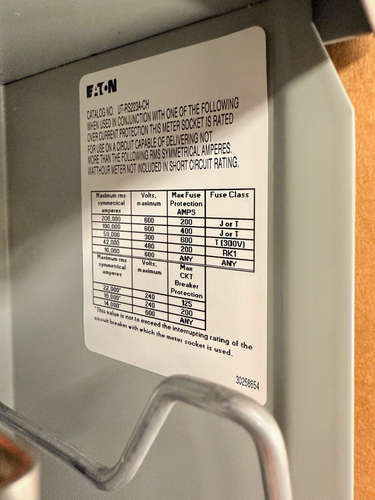 EATON
CATALOG NO. UT-RS223A-CH
WHEN USED IN CONJUNCTION WITH ONE OF THE FOLLOWING
OVER CURRENT PROTECTION THIS METER SOCKET IS RATED
FOR USE ON A CIRCUIT CAPABLE OF DELIVERING NOT
MORE THAN THE FOLLOWING RMS SYMMETRICAL AMPERES.
WATTHOUR METER NOT INCLUDED IN SHORT CIRCUIT RATING.
Maximum rms symmetrical amperes Volts, maximum Max Fuse Protection AMPS Fuse Class
200,000 600 200 J or T
100,000 600 400 J or T
50,000 300 600 T (300V)
42,000 480 200 RK1
10,000 600 ANY ANY
Maximum rms symmetrical amperes Volts, maximum Max CKT Breaker Protection
22,000* 240 125
18,000* 240 200
14,000* 600 ANY
*This value is not to exceed the interrupting rating of the
circuit breaker with which the meter socket is used.
30258654